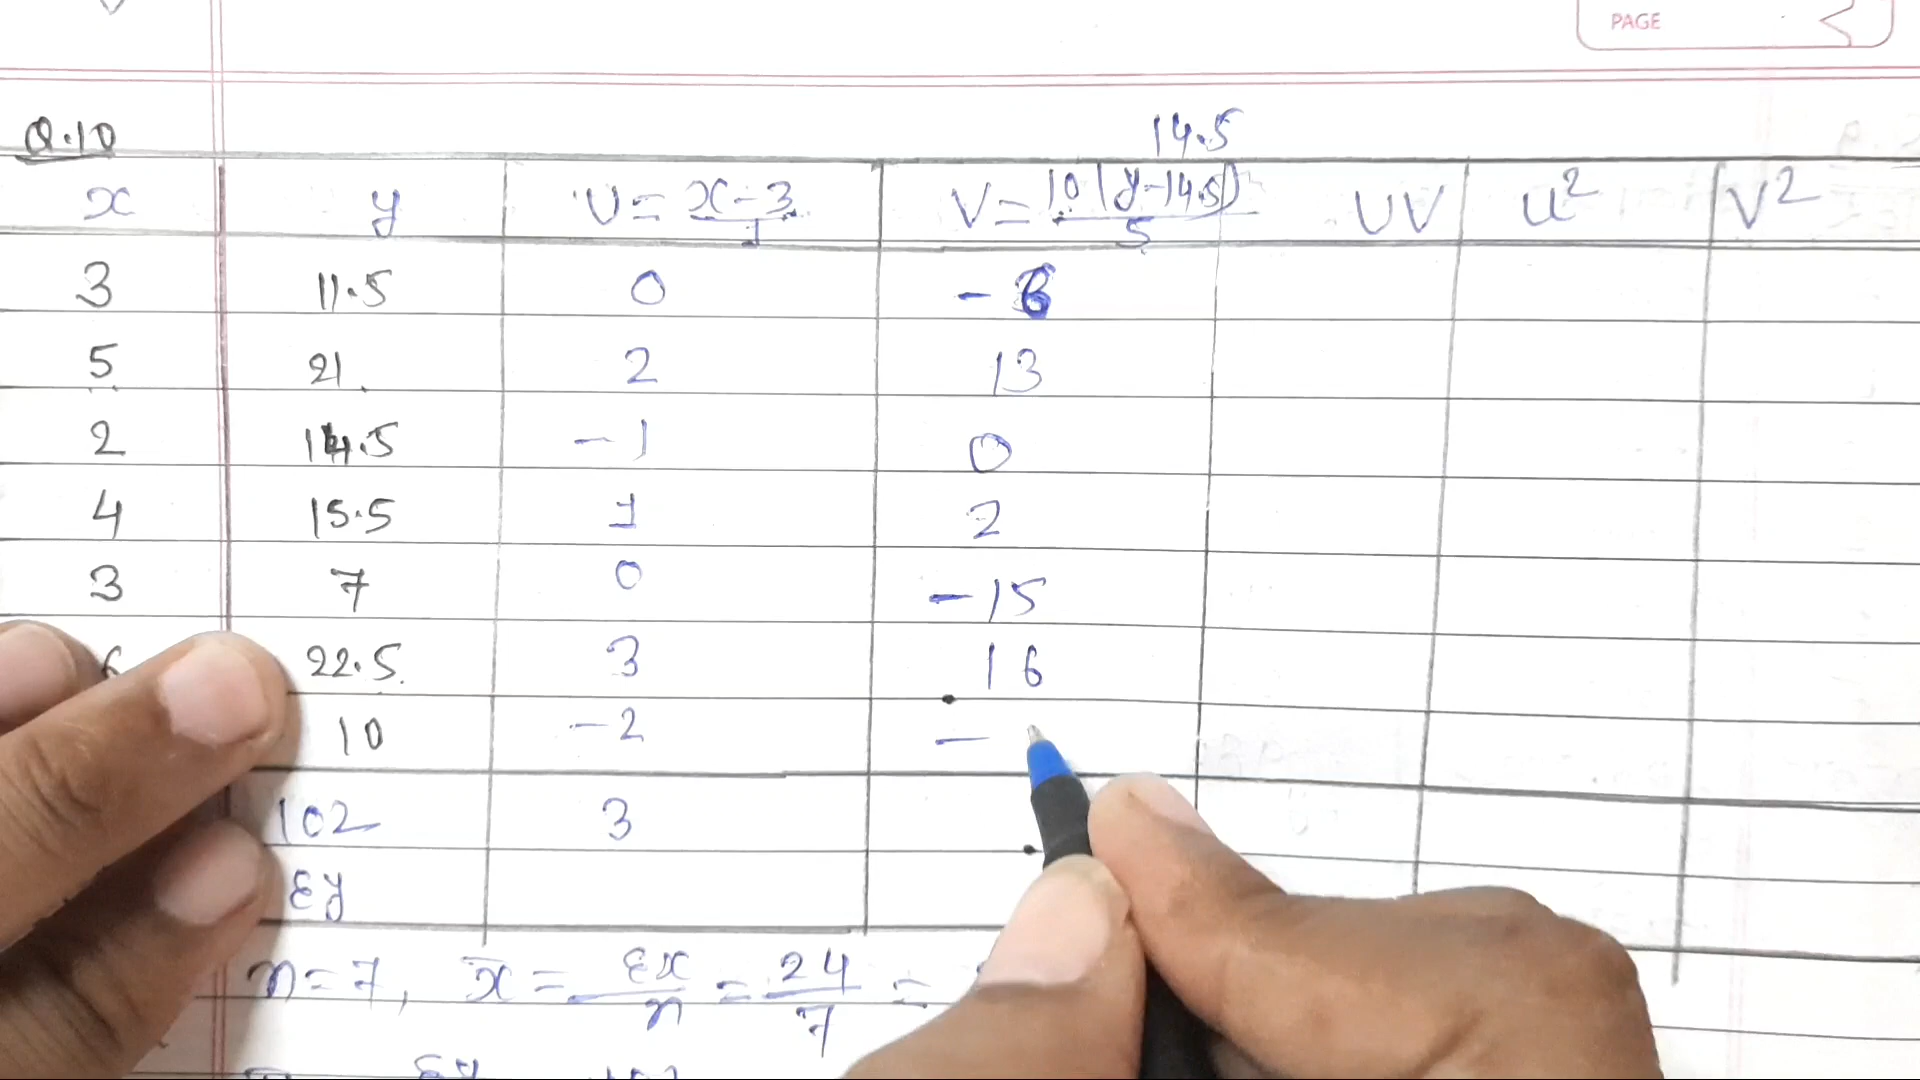 PAGE
Q.10
14.5
x y U = x-3/1 V = 10(y-14.5)/5 UV U² V²
3 11.5 0 - 6
5 21 2 13
2 14.5 -1 0
4 15.5 1 2
3 7 0 -15
6 22.5 3 16
10 -2 -
102 3
Σy
n = 7, x̄ = Σx/n = 24/7 =
Σy